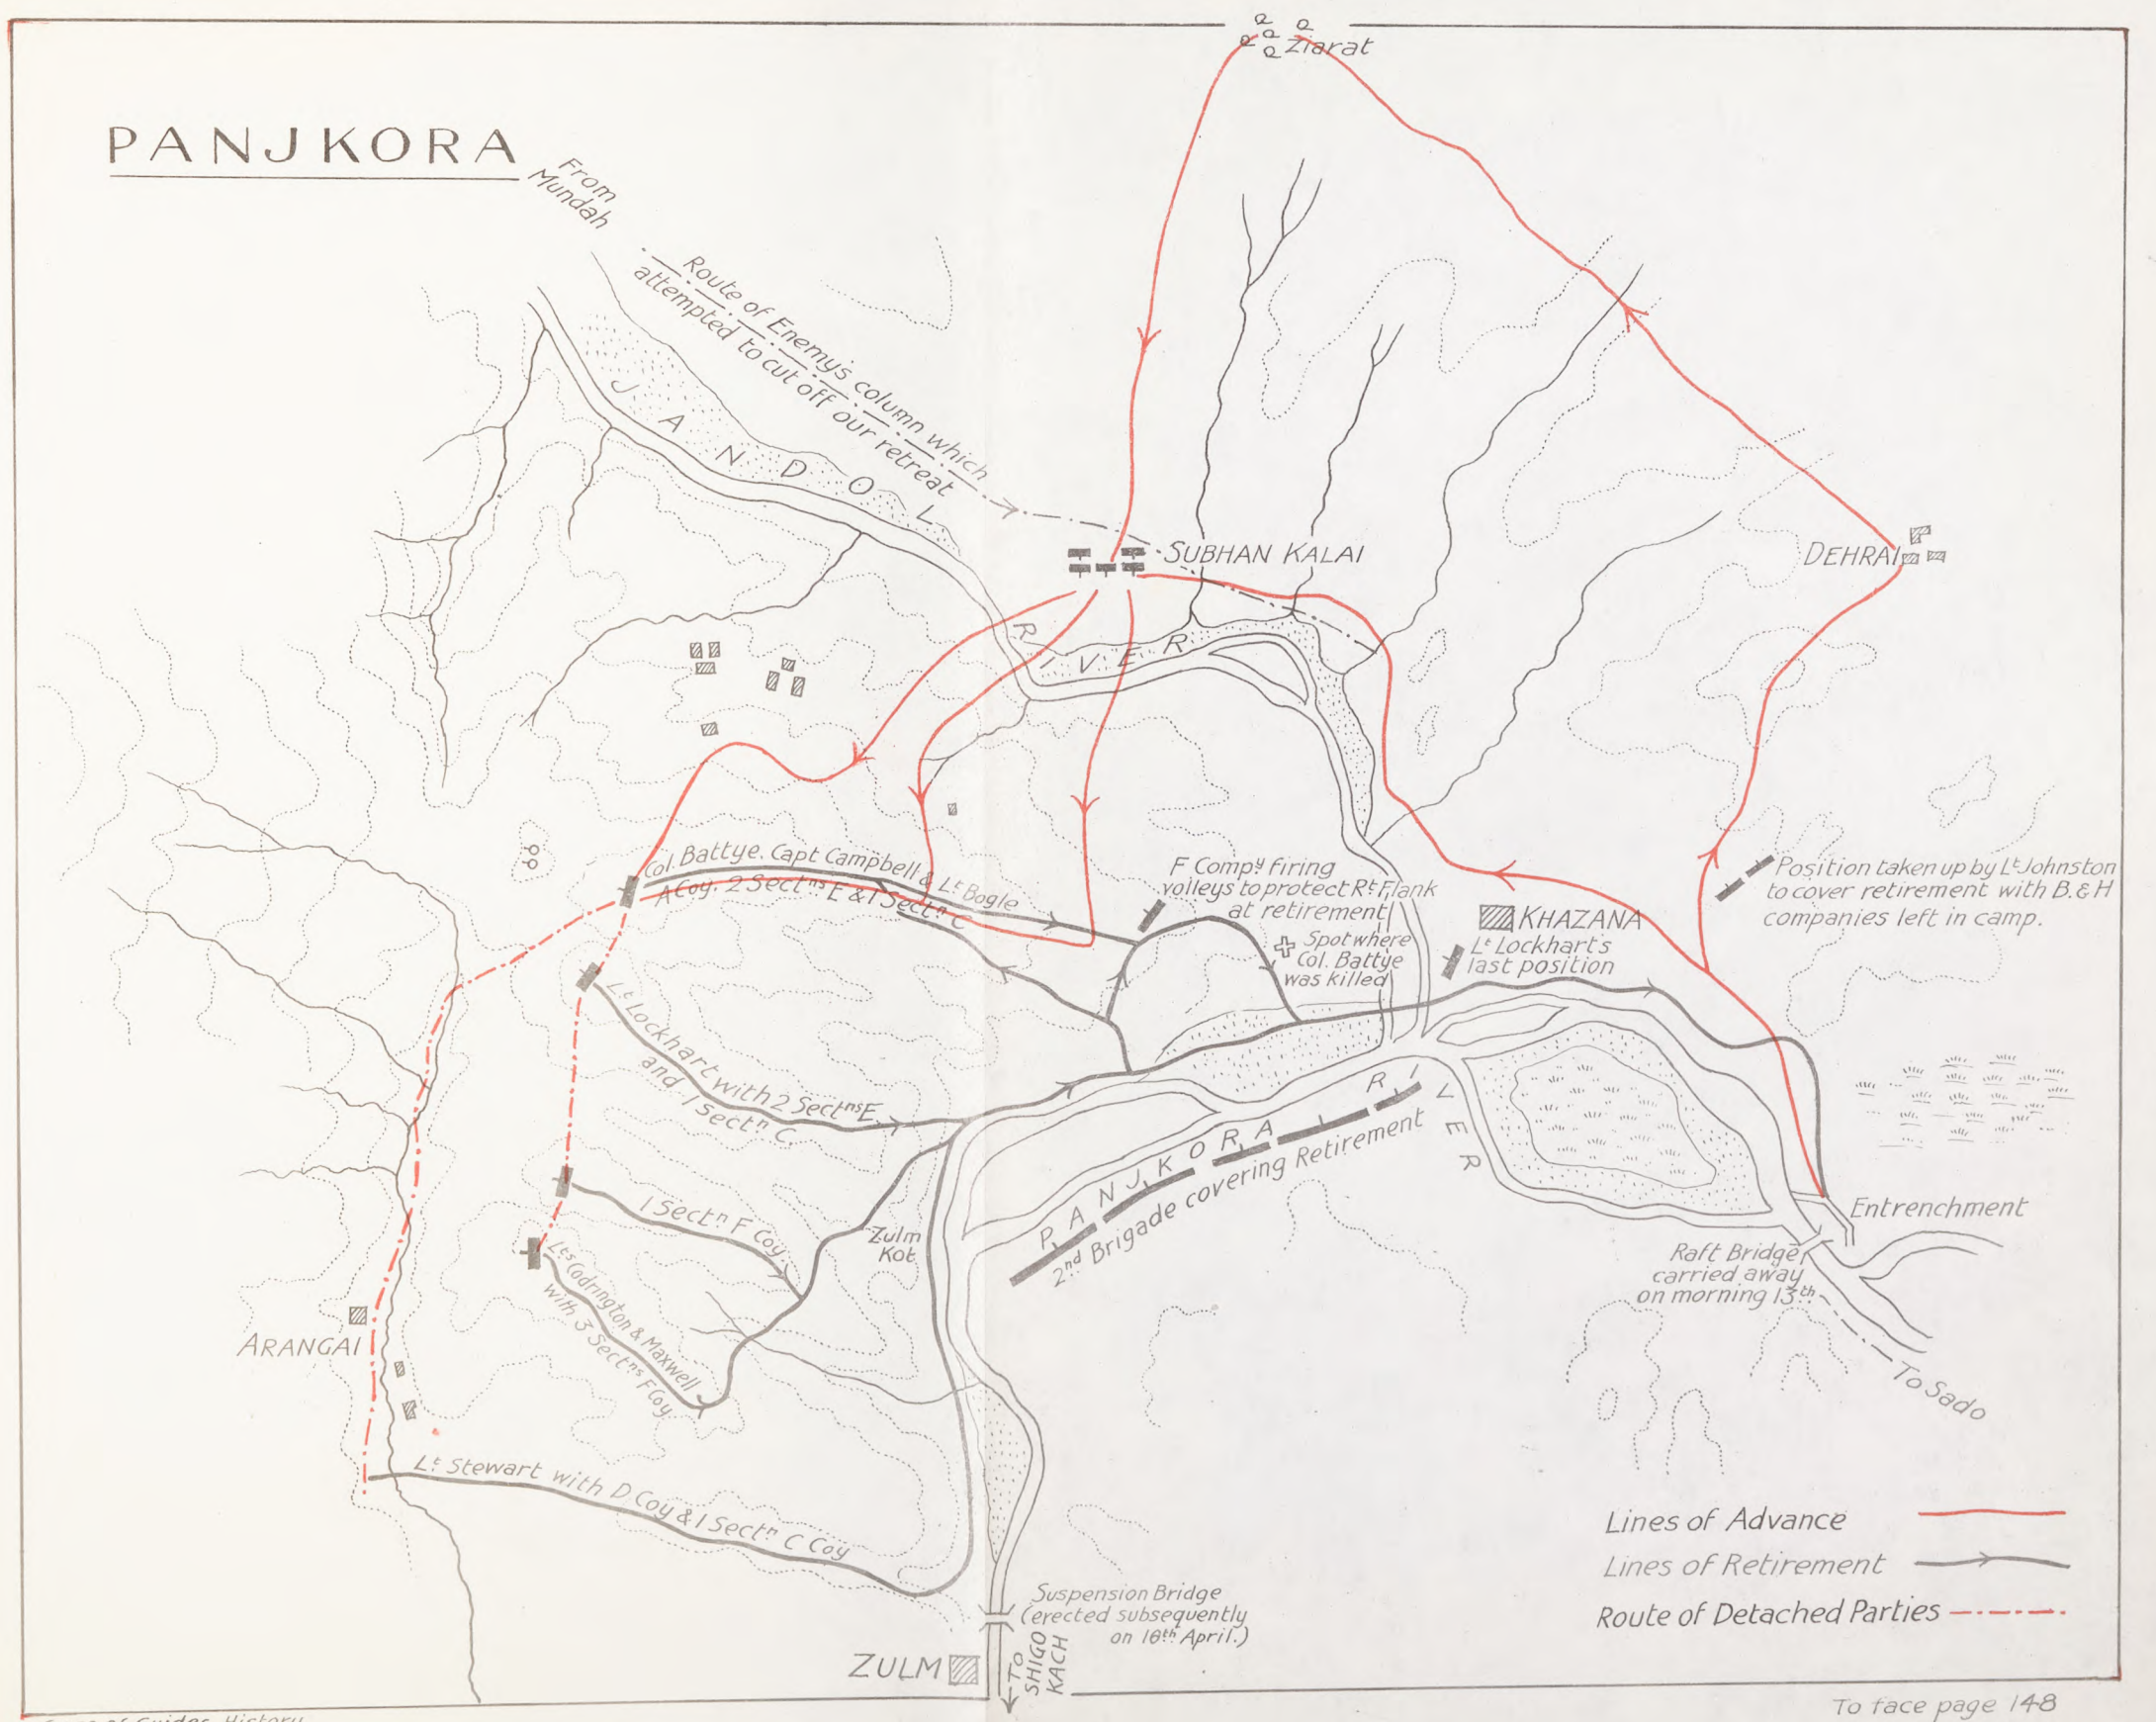 Ziarat
PANJKORA
From
Mundah
Route of Enemy's column which
attempted to cut off our retreat
JANDOL
RIVER
SUBHAN KALAI
DEHRAI
Col. Battye. Capt Campbell & Lt Bogle
A Coy. 2 Sectns E & 1 Sectn C
F Compy firing
volleys to protect Rt Flank
at retirement
Spot where
Col. Battye
was killed
KHAZANA
Lt Lockharts
last position
Position taken up by Lt Johnston
to cover retirement with B. & H
companies left in camp.
Lt Lockhart with 2 Sectns E.
and 1 Sectn C.
PANJKORA RIVER
2nd Brigade covering Retirement
1 Sectn F Coy.
Zulm
Kot
Lts Codrington & Maxwell
with 3 Sectns F Coy
Entrenchment
Raft Bridge
carried away
on morning 13th
To Sado
ARANGAI
Lt Stewart with D Coy & 1 Sectn C Coy
Suspension Bridge
(erected subsequently
on 16th April.)
ZULM
TO
SHIGO
KACH
Lines of Advance
Lines of Retirement
Route of Detached Parties
To face page 148
Guides History